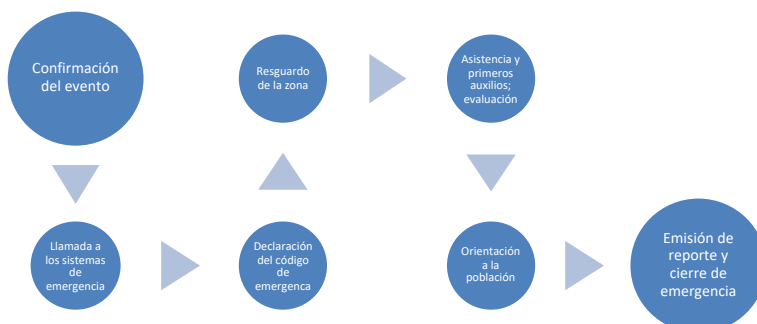 Confirmación
del evento
Llamada a
los sistemas
de
emergencia
Declaración
del código
de
emergenca
Resguardo
de la zona
Asistencia y
primeros
auxilios;
evaluación
Orientación
a la
población
Emisión de
reporte y
cierre de
emergencia